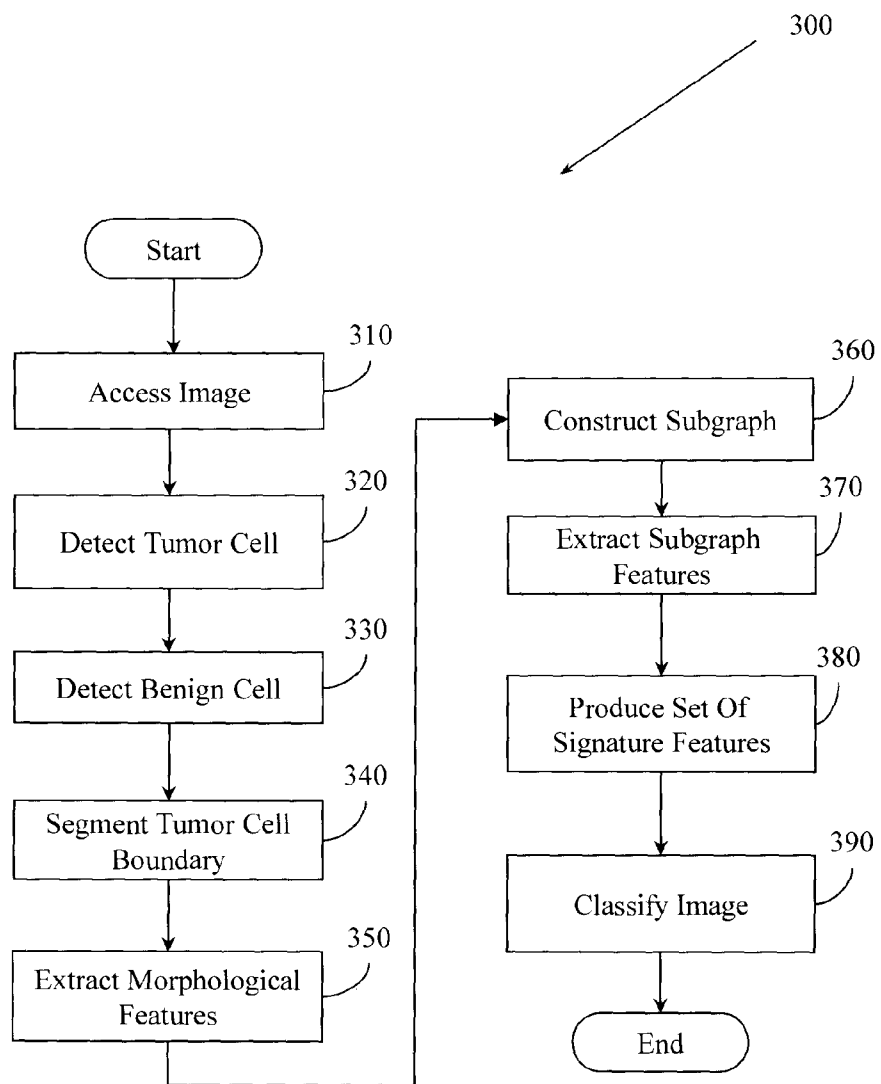 300
Start
310
Access Image
320
Detect Tumor Cell
330
Detect Benign Cell
340
Segment Tumor Cell
Boundary
350
Extract Morphological
Features
360
Construct Subgraph
370
Extract Subgraph
Features
380
Produce Set Of
Signature Features
390
Classify Image
End